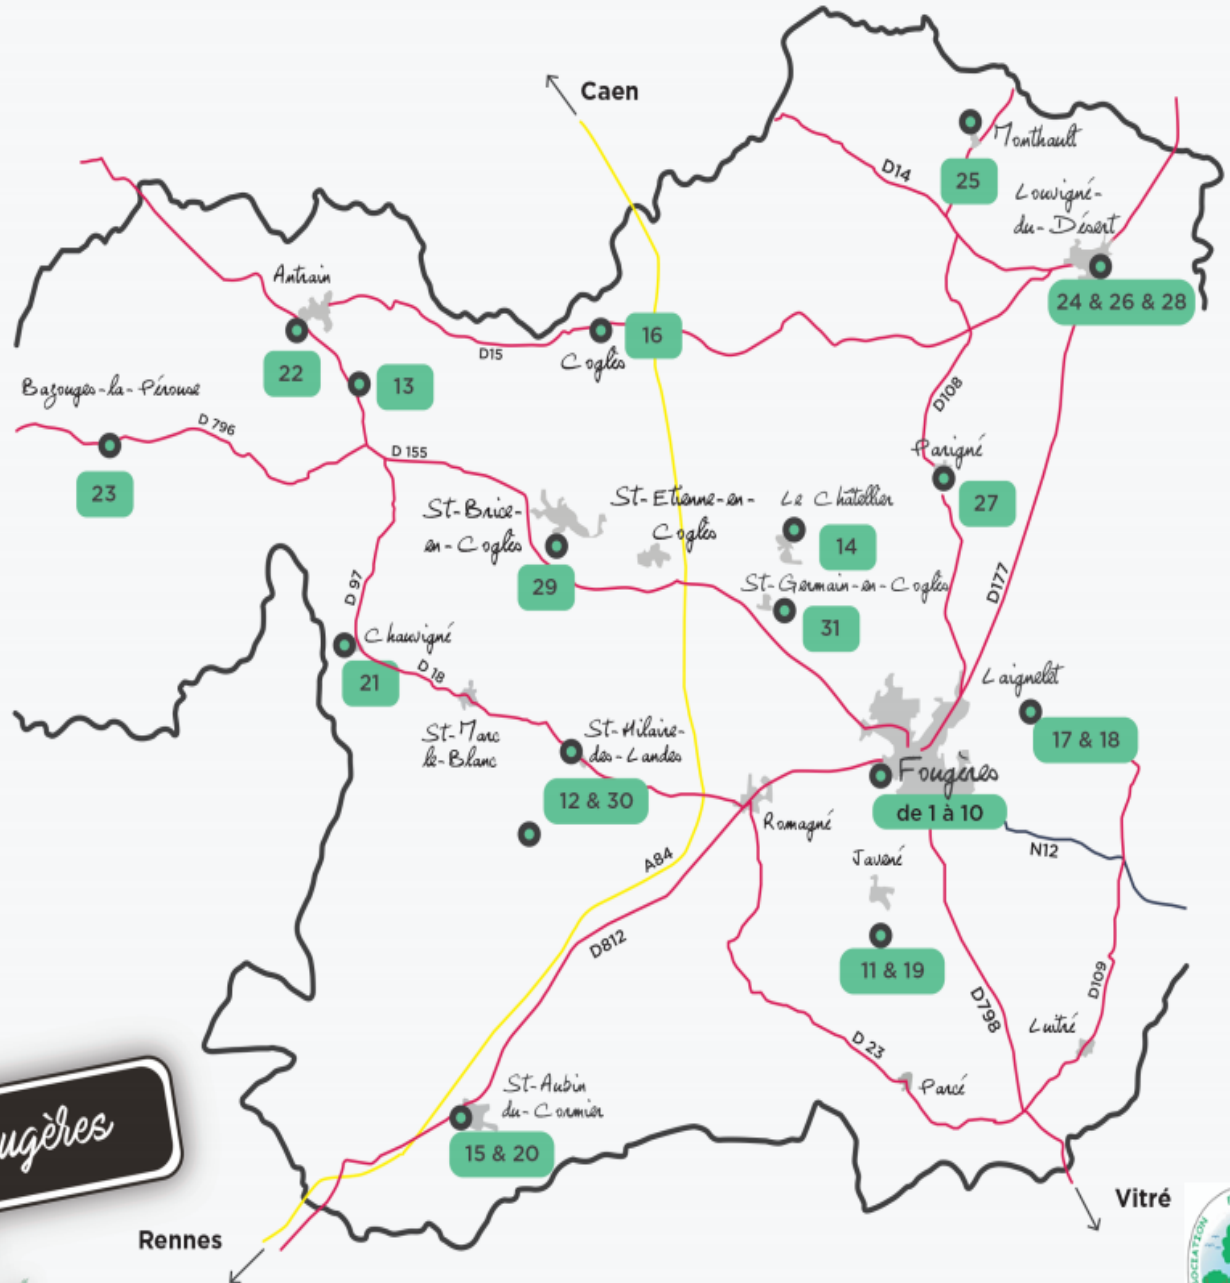 Caen
Monthault
D14
25
Louvigné-
du-Désert
24 & 26 & 28
Antrain
16
22
D15
Coglès
13
Bazouges-la-Pérouse
D 796
23
D 155
D108
Parigné
27
St-Brice-
en-Coglès
29
St-Etienne-en-
Coglès
Le Châtellier
14
St-Germain-en-Coglès
31
D177
D 97
Chauvigné
21
D 18
St-Marc
le-Blanc
St-Hilaire-
des-Landes
12 & 30
Laignelet
17 & 18
Fougères
de 1 à 10
Romagné
N12
A84
Javené
11 & 19
D812
D798
D109
Luitré
D 23
Parcé
St-Aubin
du-Cormier
15 & 20
ugères
Vitré
Rennes
OCIATION